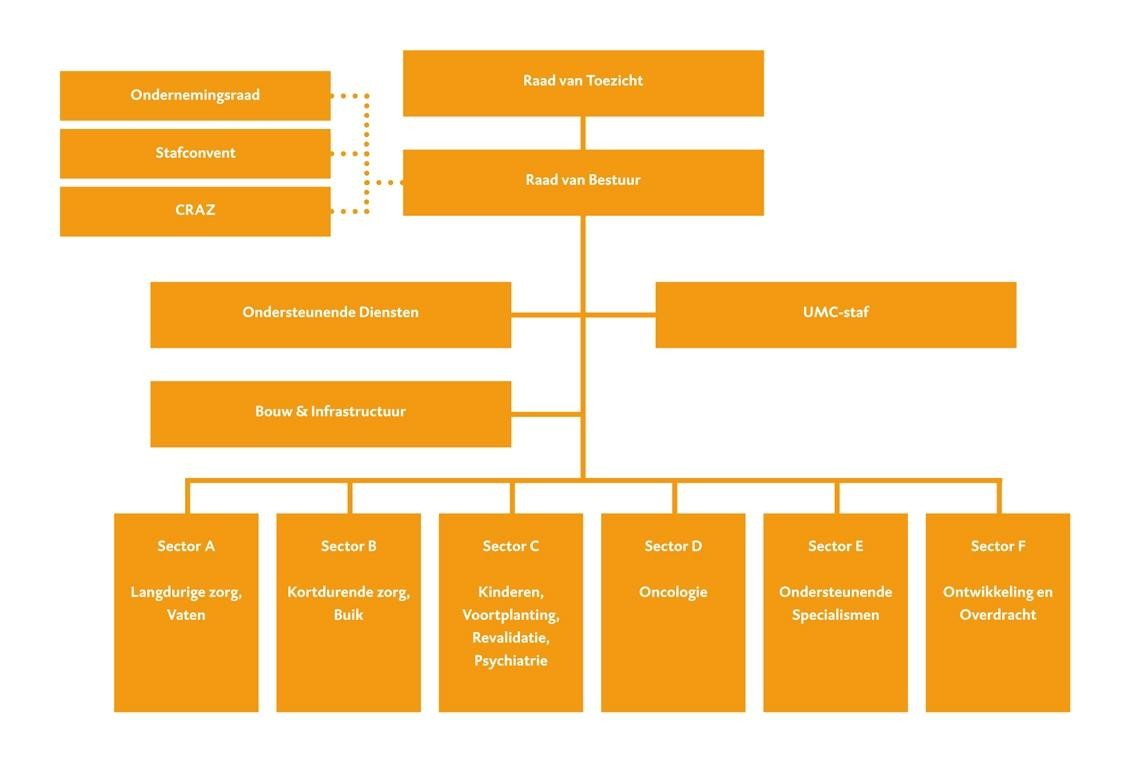 Raad van Toezicht
Ondernemingsraad
Stafconvent
CRAZ
Raad van Bestuur
Ondersteunende Diensten
UMC-staf
Bouw & Infrastructuur
Sector A
Langdurige zorg,
Vaten
Sector B
Kortdurende zorg,
Buik
Sector C
Kinderen,
Voortplanting,
Revalidatie,
Psychiatrie
Sector D
Oncologie
Sector E
Ondersteunende
Specialismen
Sector F
Ontwikkeling en
Overdracht